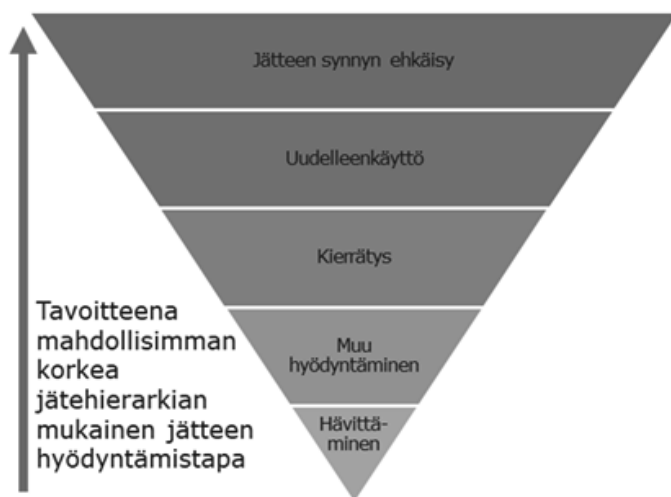 Jätteen synnyn ehkäisy
Uudelleenkäyttö
Kierrätys
Muu
hyödyntäminen
Hävittä-
minen
Tavoitteena
mahdollisimman
korkea
jätehierarkian
mukainen jätteen
hyödyntämistapa